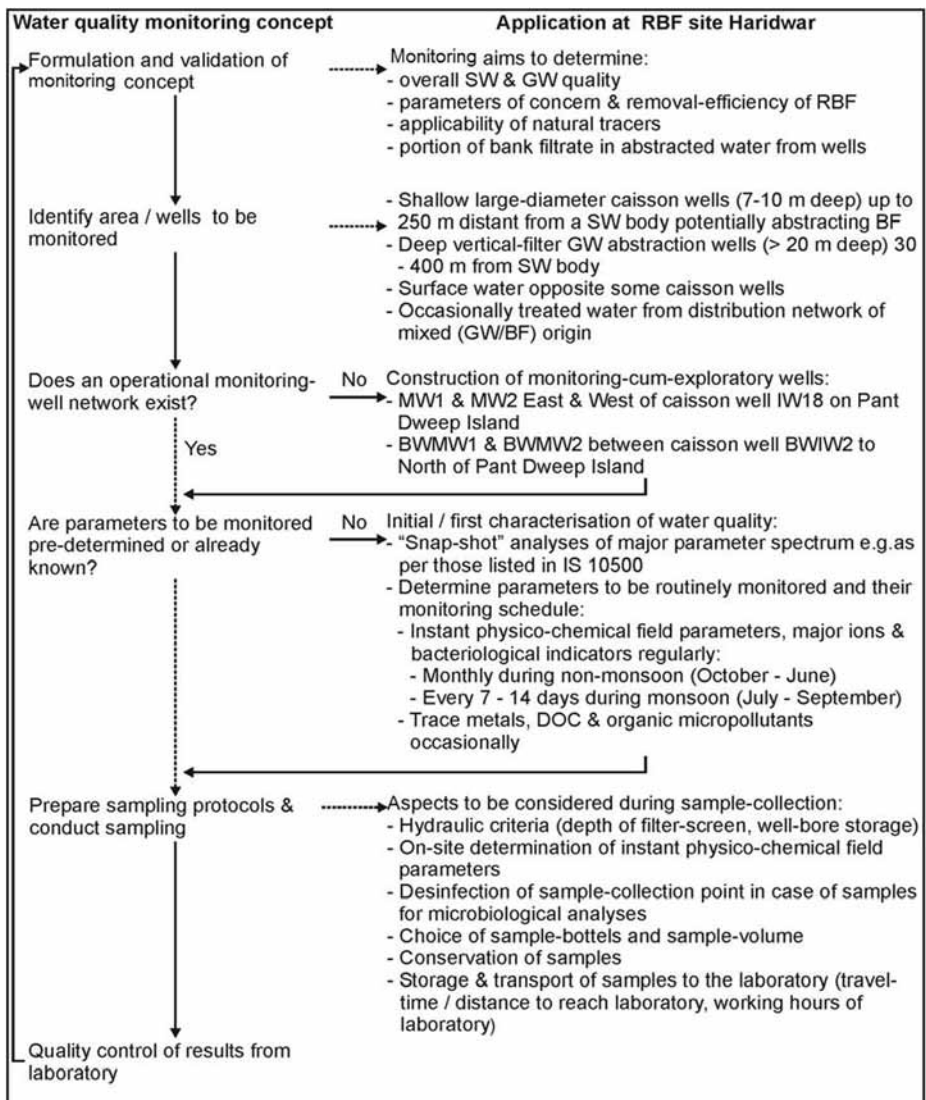 Water quality monitoring concept
Application at RBF site Haridwar
Formulation and validation of
monitoring concept
Monitoring aims to determine:
- overall SW & GW quality
- parameters of concern & removal-efficiency of RBF
- applicability of natural tracers
- portion of bank filtrate in abstracted water from wells
Identify area / wells to be
monitored
- Shallow large-diameter caisson wells (7-10 m deep) up to
250 m distant from a SW body potentially abstracting BF
- Deep vertical-filter GW abstraction wells (> 20 m deep) 30
- 400 m from SW body
- Surface water opposite some caisson wells
- Occasionally treated water from distribution network of
mixed (GW/BF) origin
Does an operational monitoring-
well network exist?
No
Yes
Construction of monitoring-cum-exploratory wells:
- MW1 & MW2 East & West of caisson well IW18 on Pant
Dweep Island
- BWMW1 & BWMW2 between caisson well BWIW2 to
North of Pant Dweep Island
Are parameters to be monitored
pre-determined or already
known?
No
Initial / first characterisation of water quality:
- “Snap-shot” analyses of major parameter spectrum e.g.as
per those listed in IS 10500
- Determine parameters to be routinely monitored and their
monitoring schedule:
- Instant physico-chemical field parameters, major ions &
bacteriological indicators regularly:
- Monthly during non-monsoon (October - June)
- Every 7 - 14 days during monsoon (July - September)
- Trace metals, DOC & organic micropollutants
occasionally
Prepare sampling protocols &
conduct sampling
Aspects to be considered during sample-collection:
- Hydraulic criteria (depth of filter-screen, well-bore storage)
- On-site determination of instant physico-chemical field
parameters
- Desinfection of sample-collection point in case of samples
for microbiological analyses
- Choice of sample-bottels and sample-volume
- Conservation of samples
- Storage & transport of samples to the laboratory (travel-
time / distance to reach laboratory, working hours of
laboratory)
Quality control of results from
laboratory